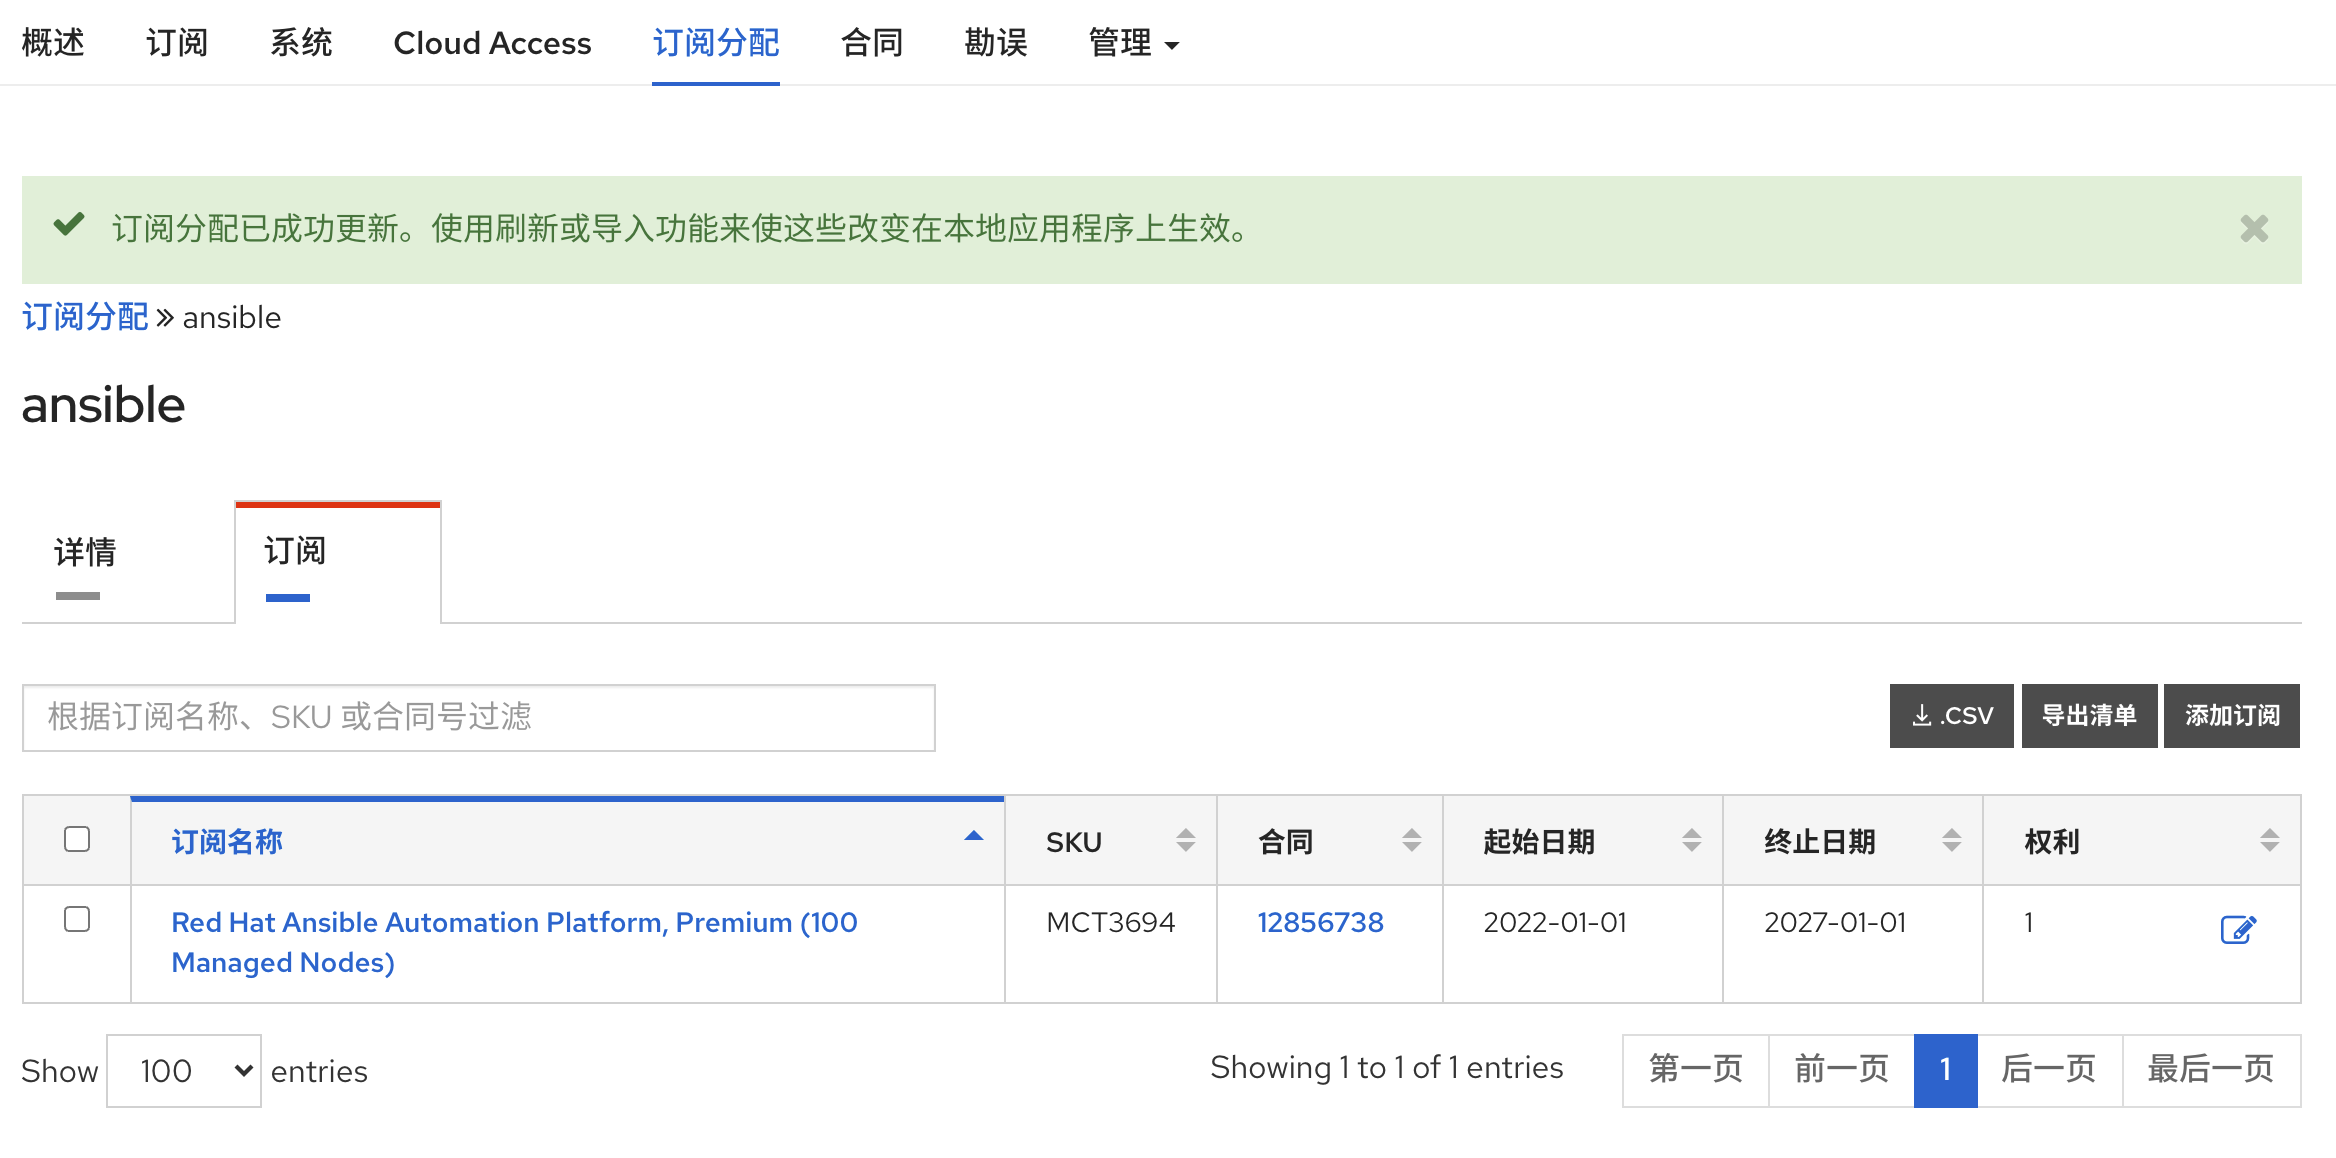 概述 订阅 系统 Cloud Access 订阅分配 合同 勘误 管理
订阅分配已成功更新。使用刷新或导入功能来使这些改变在本地应用程序上生效。
订阅分配 » ansible
ansible
详情 订阅
根据订阅名称、SKU 或合同号过滤 .CSV 导出清单 添加订阅
订阅名称 SKU 合同 起始日期 终止日期 权利
Red Hat Ansible Automation Platform, Premium (100 MCT3694 12856738 2022-01-01 2027-01-01 1
Managed Nodes)
Show 100 entries Showing 1 to 1 of 1 entries 第一页 前一页 1 后一页 最后一页